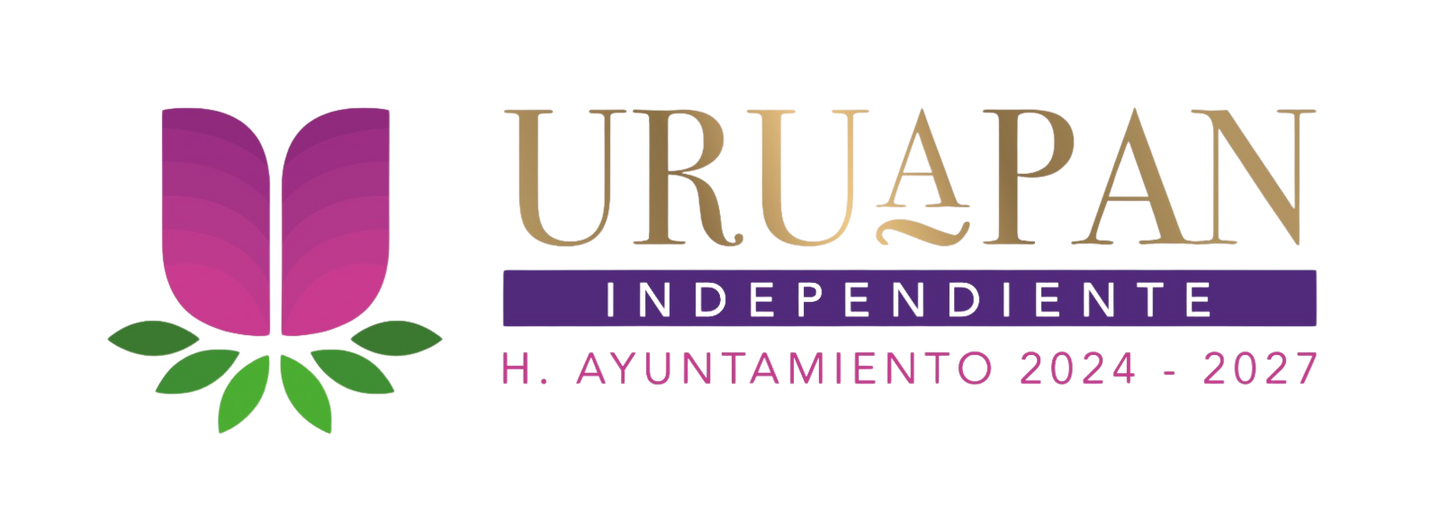 URUAPAN
INDEPENDIENTE
H. AYUNTAMIENTO 2024 - 2027